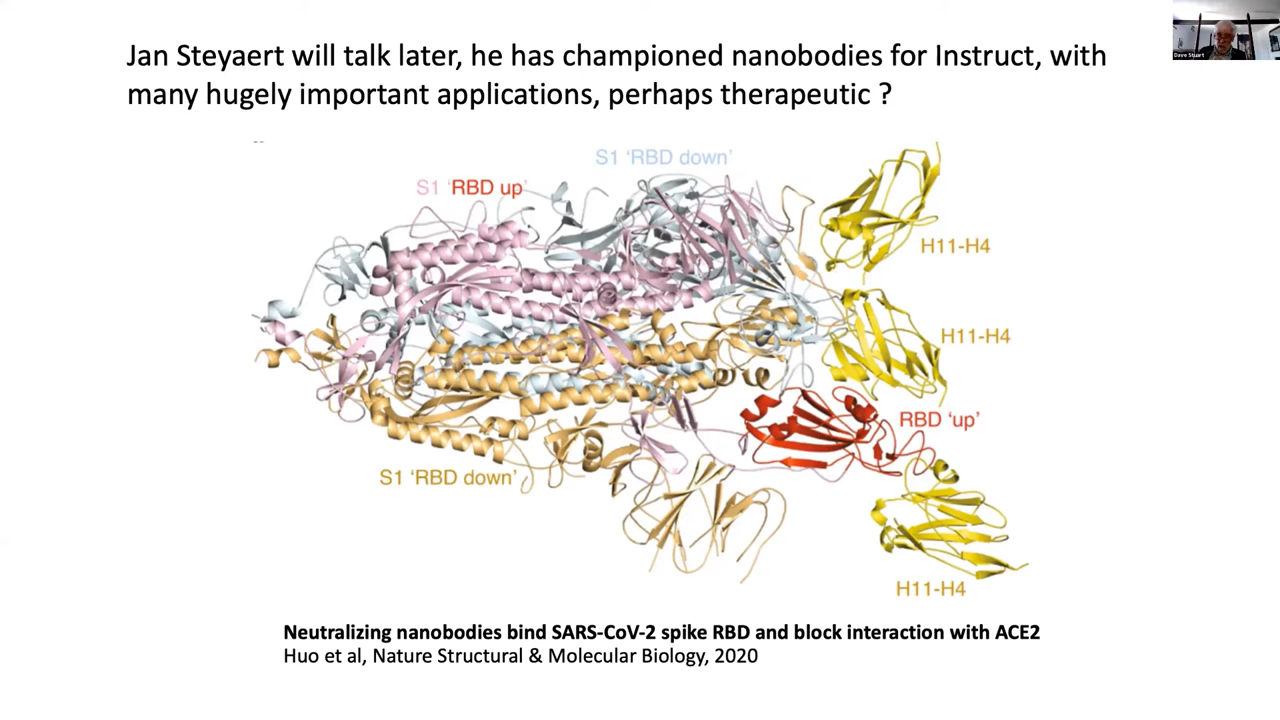 Jan Steyaert will talk later, he has championed nanobodies for Instruct, with
many hugely important applications, perhaps therapeutic ?
Dave Stuart
S1 ‘RBD down’
S1 ‘RBD up’
H11-H4
H11-H4
RBD ‘up’
S1 ‘RBD down’
H11-H4
Neutralizing nanobodies bind SARS-CoV-2 spike RBD and block interaction with ACE2
Huo et al, Nature Structural & Molecular Biology, 2020